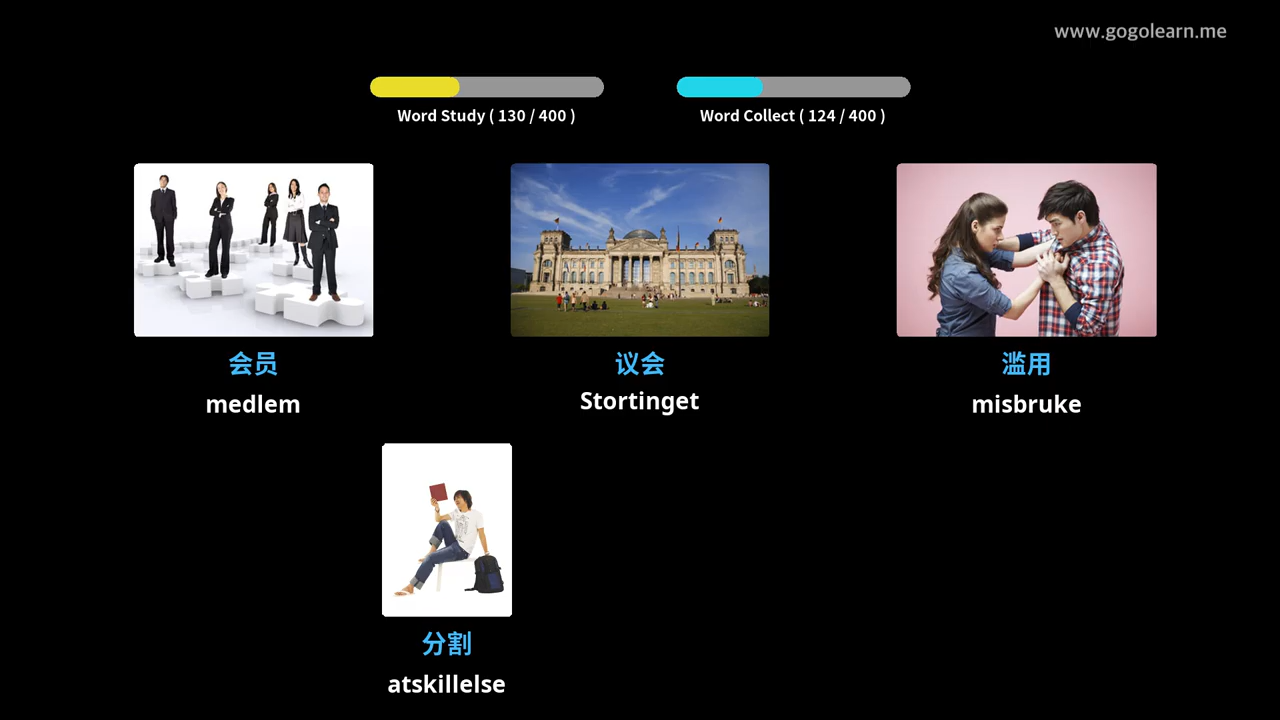 www.gogolearn.me
Word Study ( 130 / 400 )
Word Collect ( 124 / 400 )
会员
medlem
议会
Stortinget
滥用
misbruke
分割
atskillelse